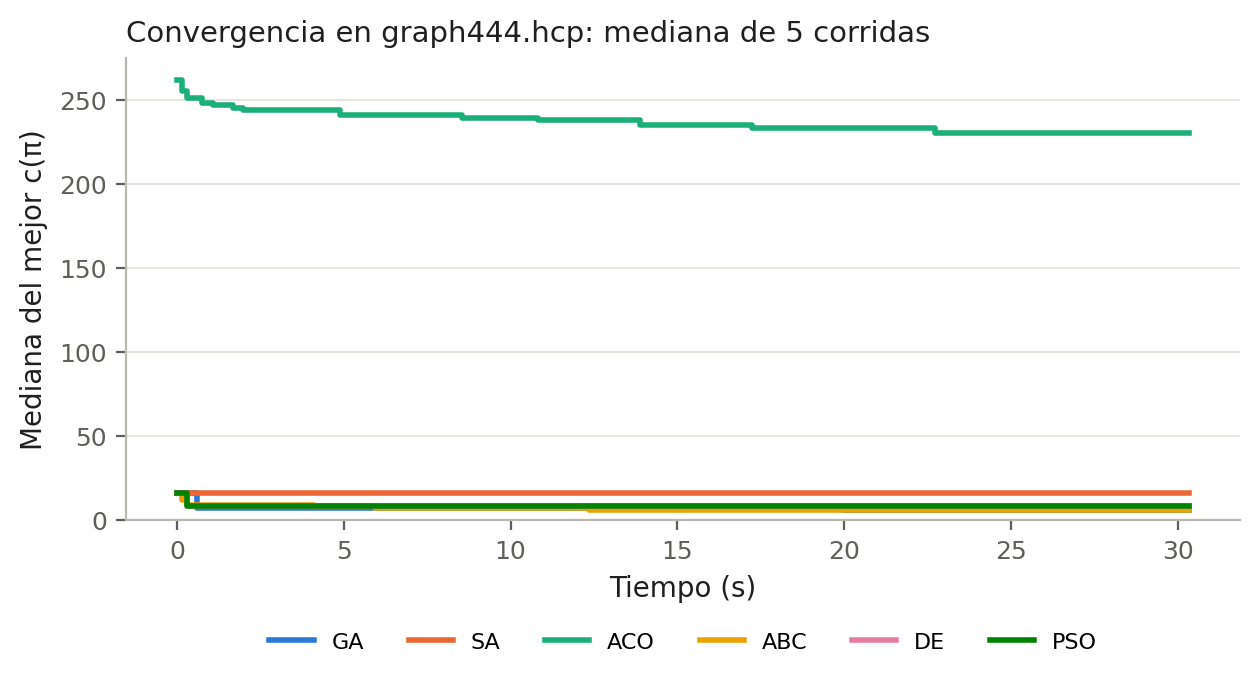 Convergencia en graph444.hcp: mediana de 5 corridas
Mediana del mejor c(π)
250
200
150
100
50
0
0 5 10 15 20 25 30
Tiempo (s)
GA SA ACO ABC DE PSO